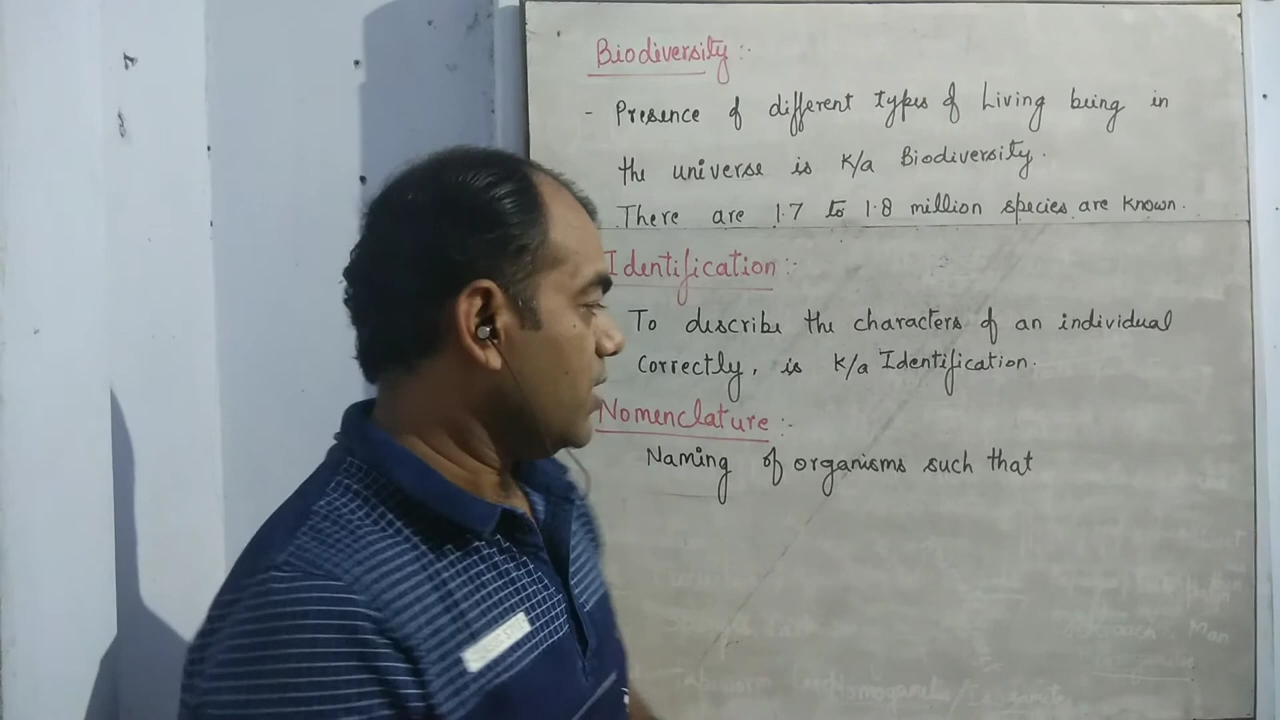 Biodiversity :-
- Presence of different types of Living being in
the universe is K/a Biodiversity.
There are 1.7 to 1.8 million species are known.
Identification :-
To describe the characters of an individual
correctly, is K/a Identification.
Nomenclature :-
Naming of organisms such that